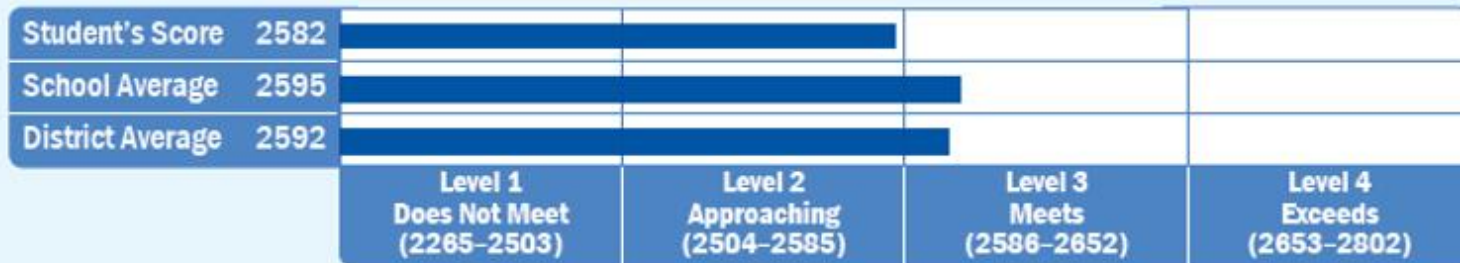 Student's Score 2582
School Average 2595
District Average 2592
Level 1
Does Not Meet
(2265–2503)
Level 2
Approaching
(2504–2585)
Level 3
Meets
(2586–2652)
Level 4
Exceeds
(2653–2802)